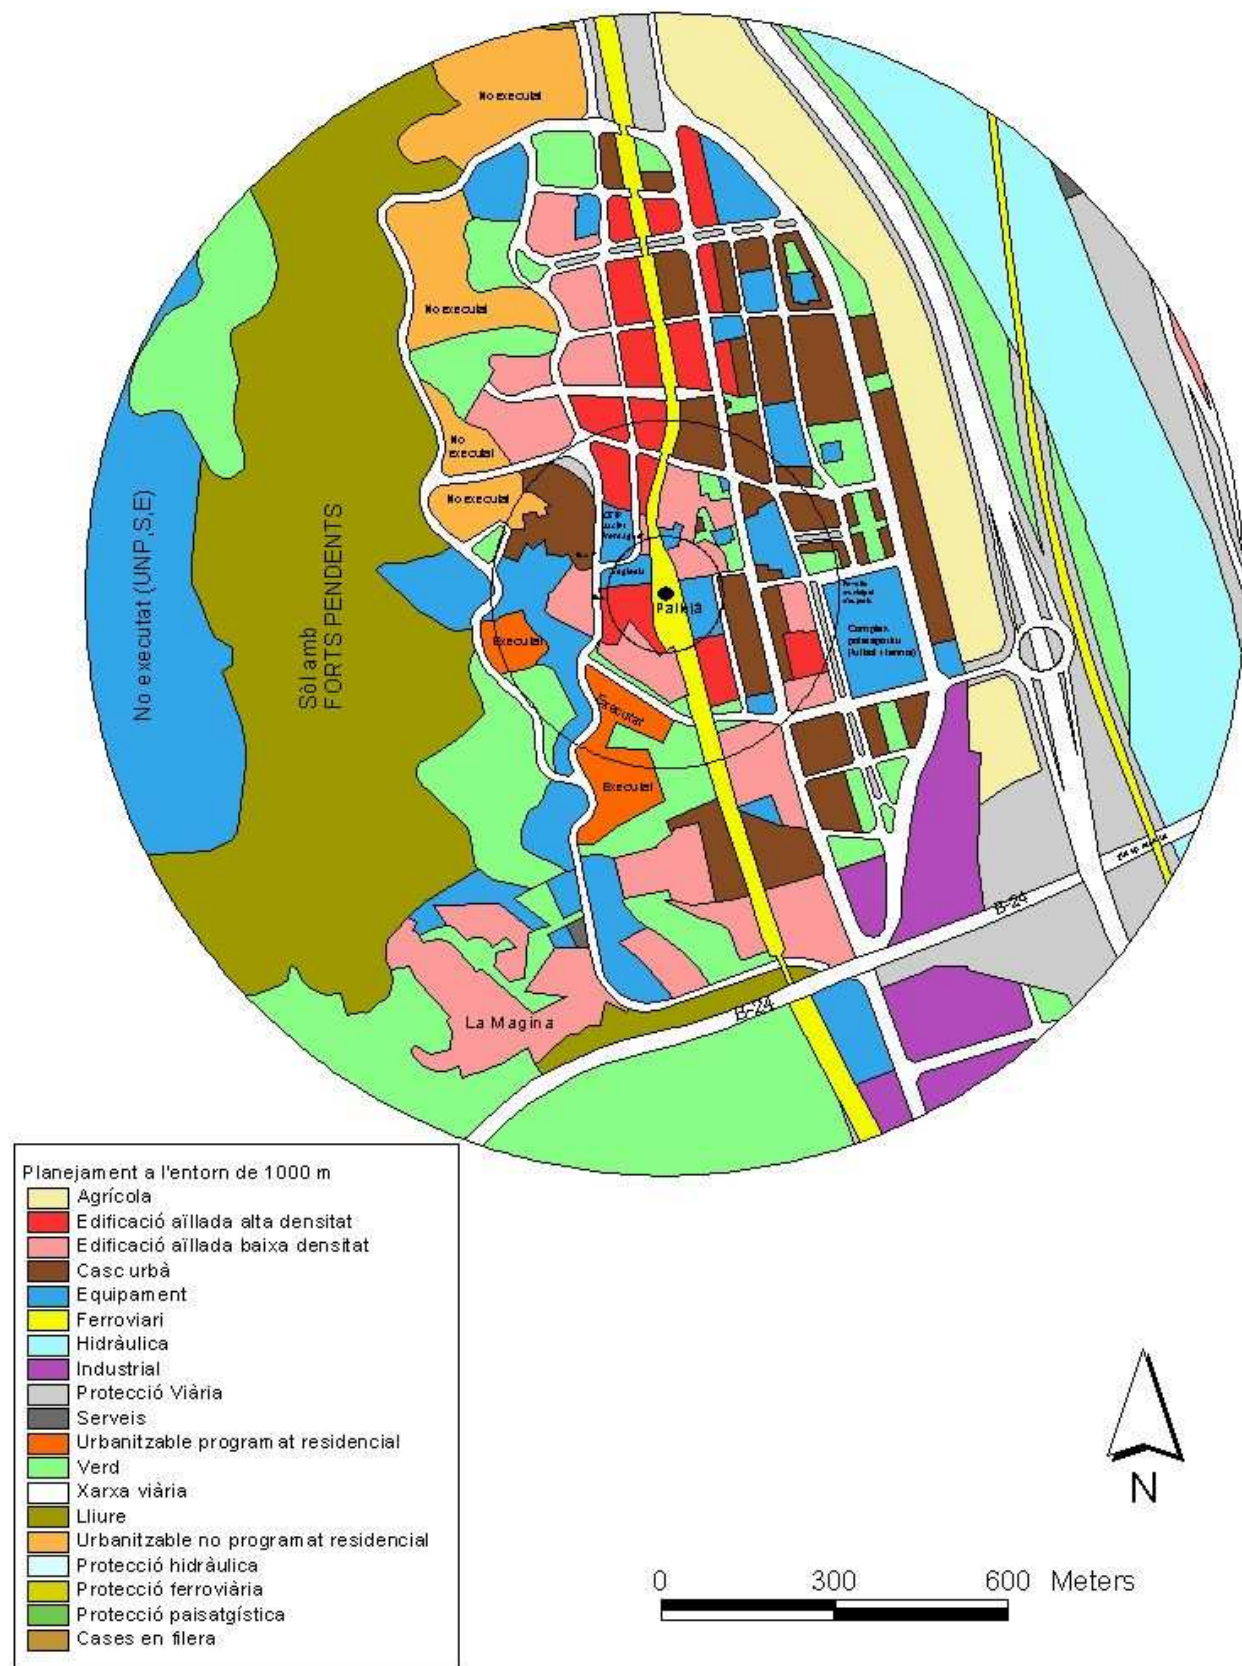 No executat
No executat
No
executat
No executat
No executat (UNP,S,E)
Sòl amb
FORTS PENDENTS
Pallejà
Executat
Complex
Executat
Executat
B-24
B-24
La Magina
Planejament a l'entorn de 1000 m
Agrícola
Edificació aïllada alta densitat
Edificació aïllada baixa densitat
Casc urbà
Equipament
Ferroviari
Hidràulica
Industrial
Protecció Viària
Serveis
Urbanitzable programat residencial
Verd
Xarxa viària
Lliure
Urbanitzable no programat residencial
Protecció hidràulica
Protecció ferroviària
Protecció paisatgística
Cases en filera
N
0 300 600 Meters